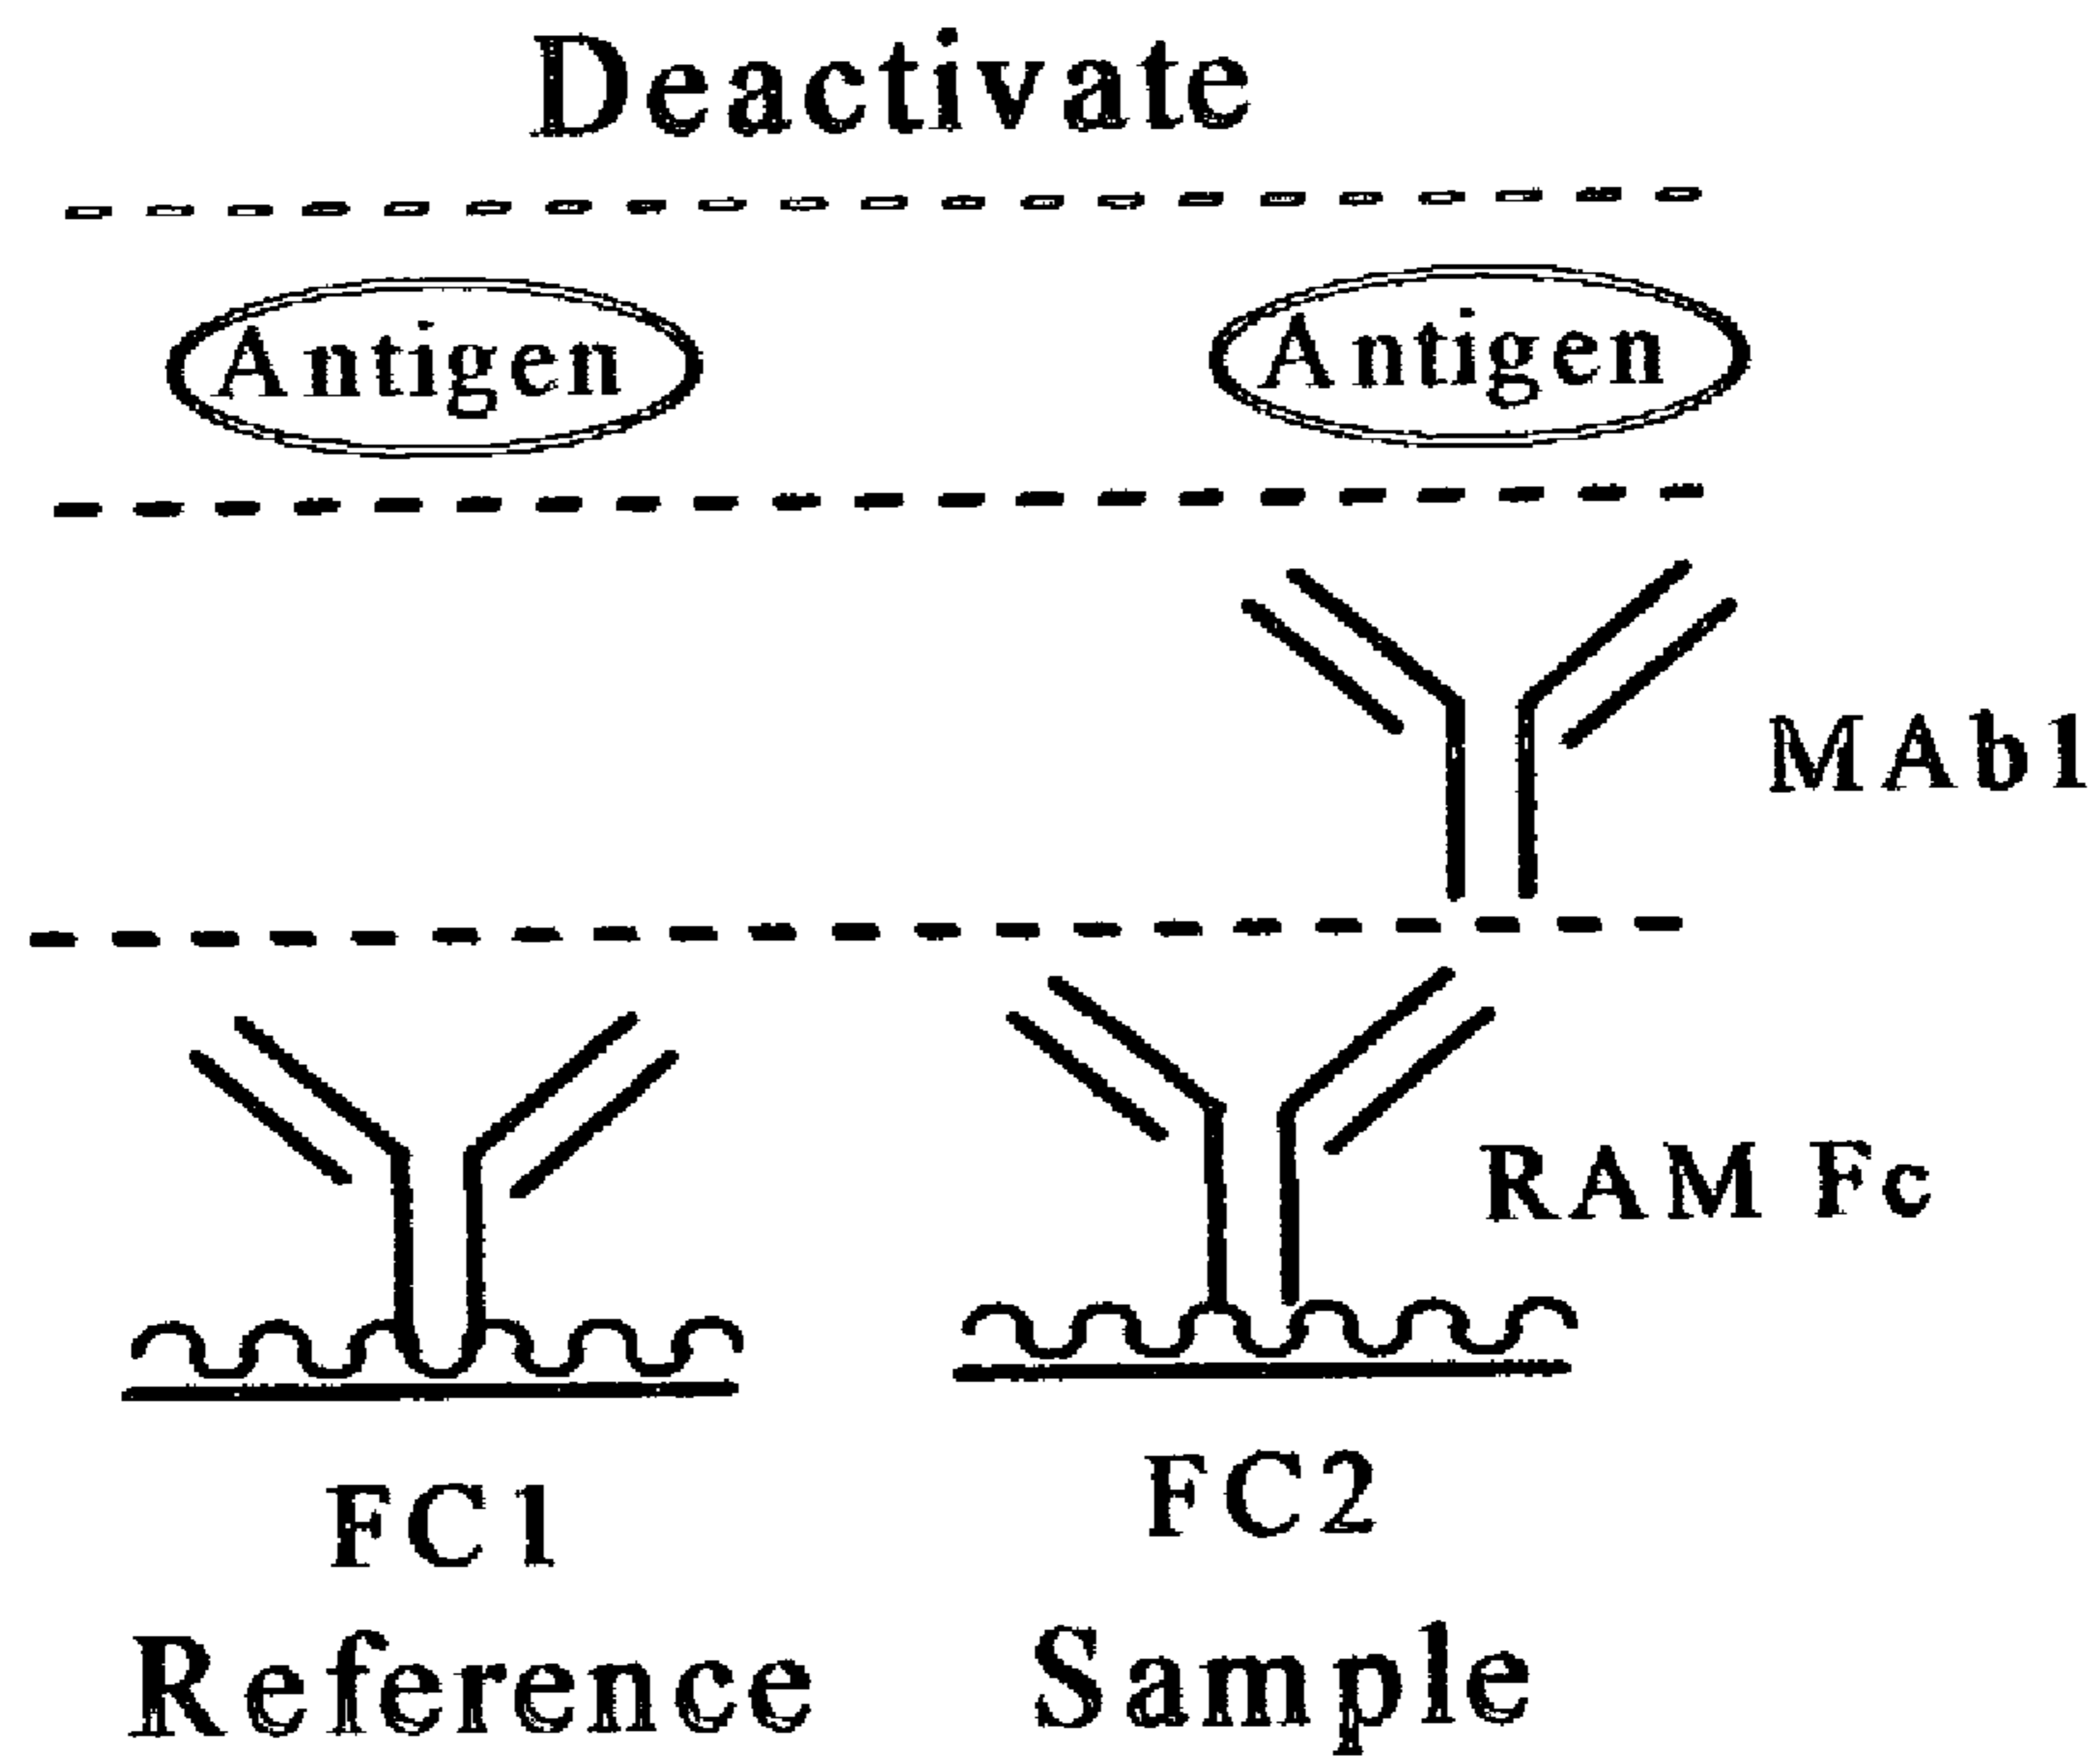 Deactivate
Antigen Antigen
MAb1
RAM Fc
FC1 FC2
Reference Sample